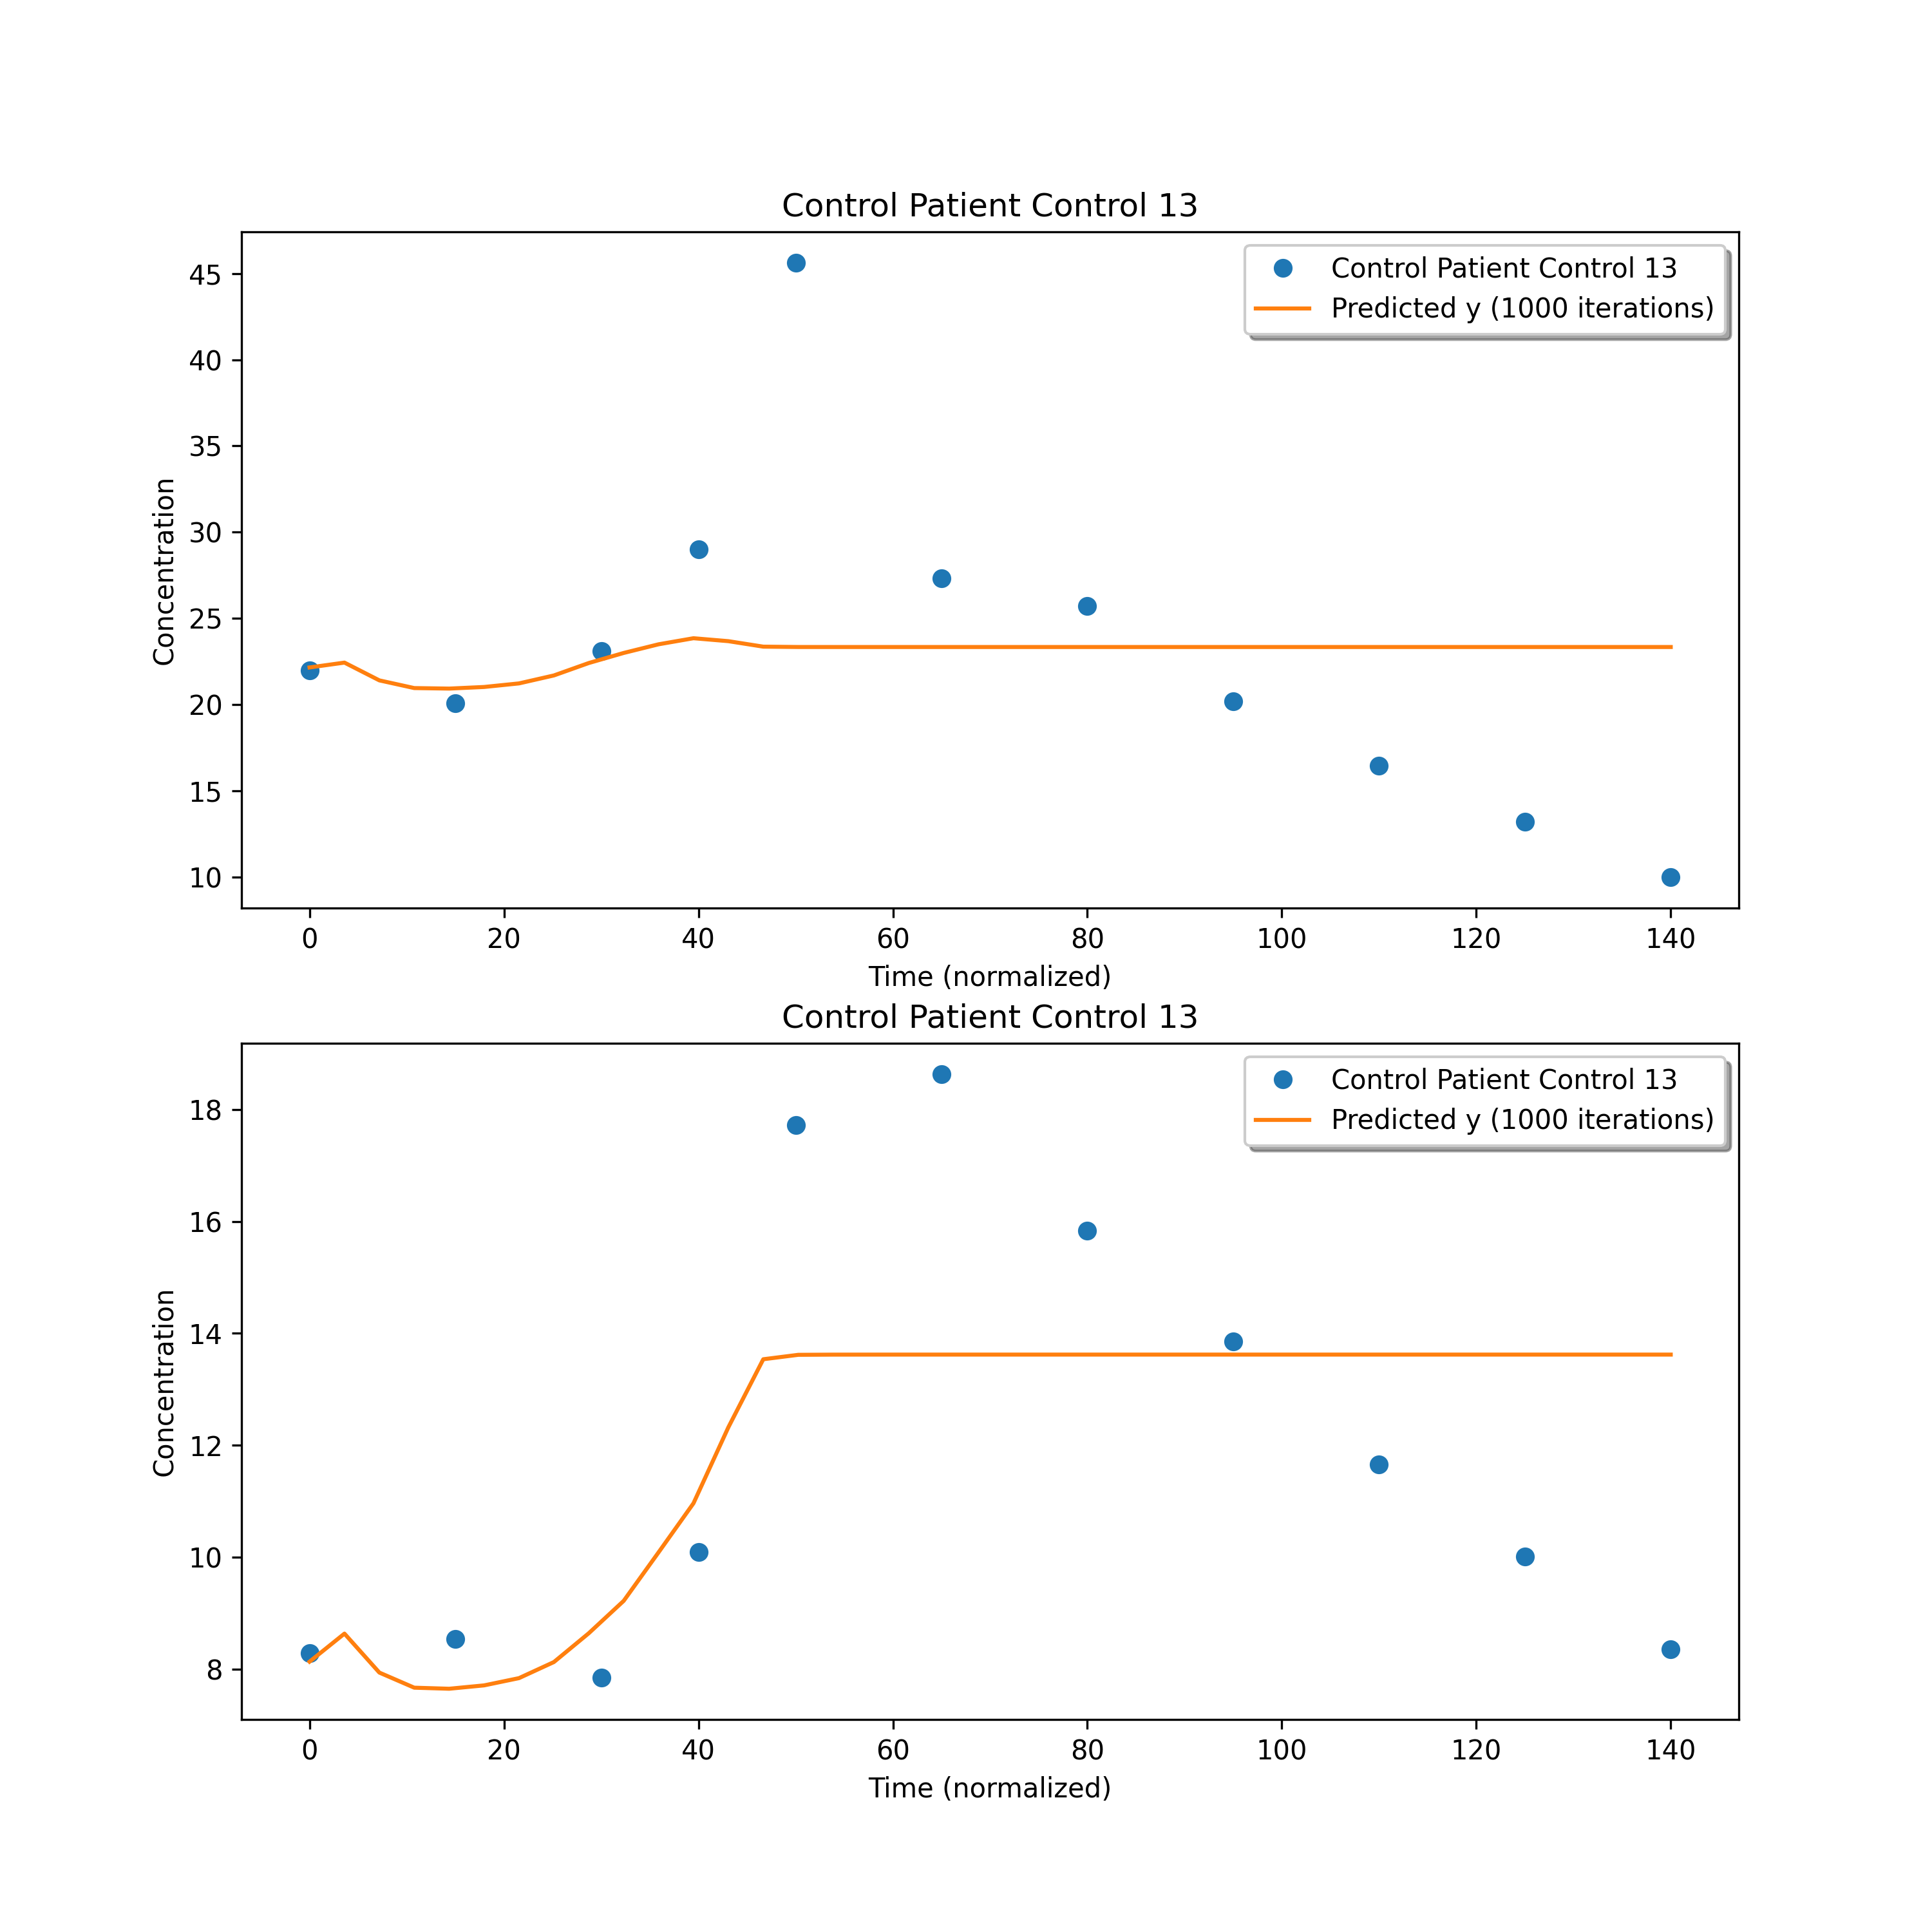 Control Patient Control 13
45
40
35
30
25
20
15
10
Concentration
Control Patient Control 13
Predicted y (1000 iterations)
0 20 40 60 80 100 120 140
Time (normalized)
Control Patient Control 13
18
16
14
12
10
8
Concentration
Control Patient Control 13
Predicted y (1000 iterations)
0 20 40 60 80 100 120 140
Time (normalized)